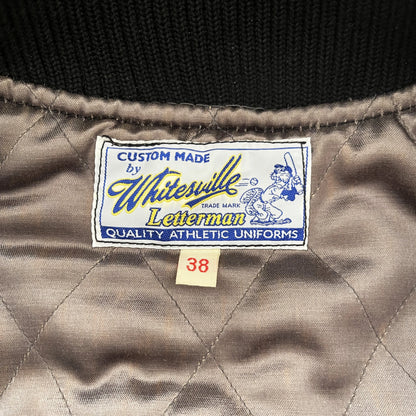 CUSTOM MADE
by
Whitesville
TRADE MARK
Letterman
QUALITY ATHLETIC UNIFORMS
38